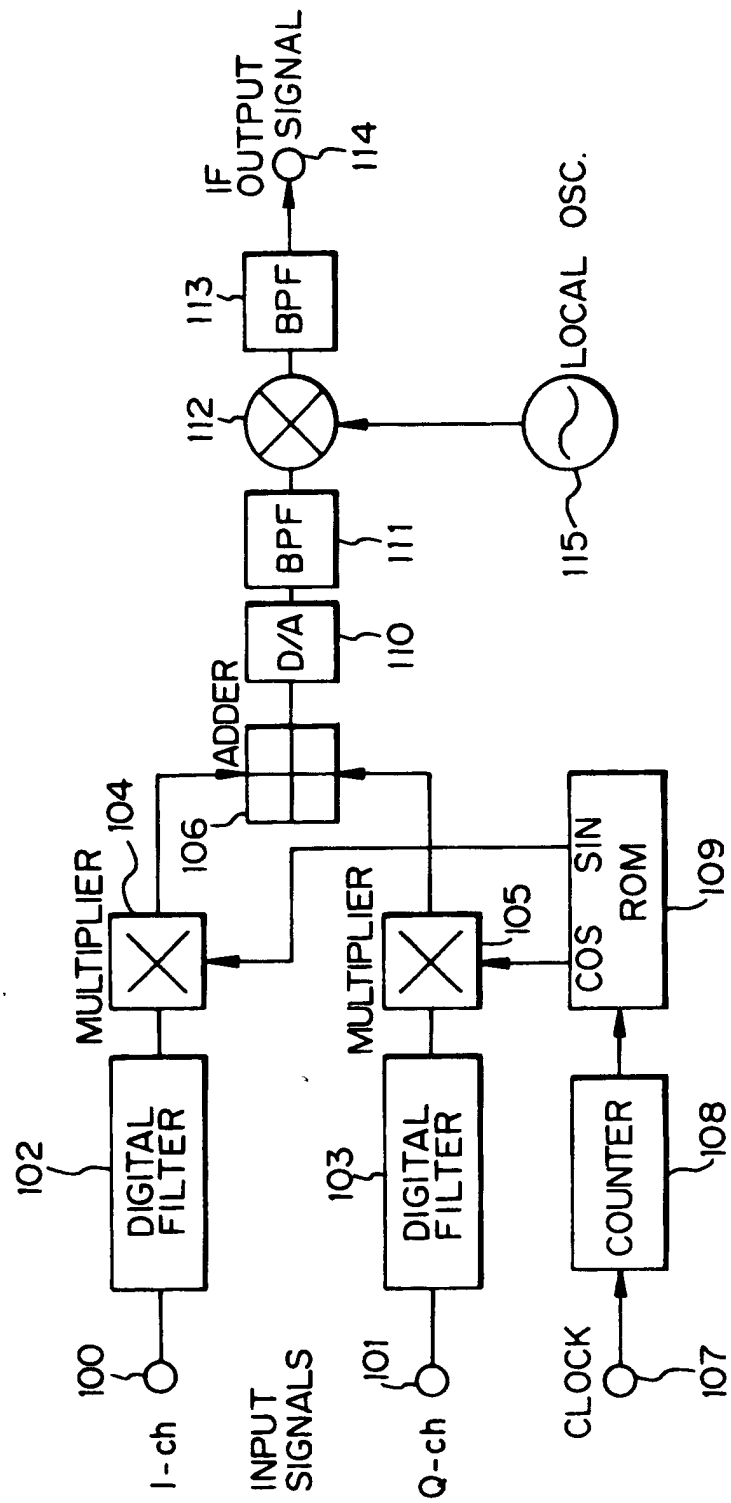 I-ch
100
102
DIGITAL
FILTER
MULTIPLIER
104
INPUT
SIGNALS
Q-ch
101
103
DIGITAL
FILTER
MULTIPLIER
105
CLOCK
107
COUNTER
108
COS SIN
ROM
109
106
ADDER
D/A
110
BPF
111
112
BPF
113
IF
OUTPUT
SIGNAL
114
115
LOCAL OSC.